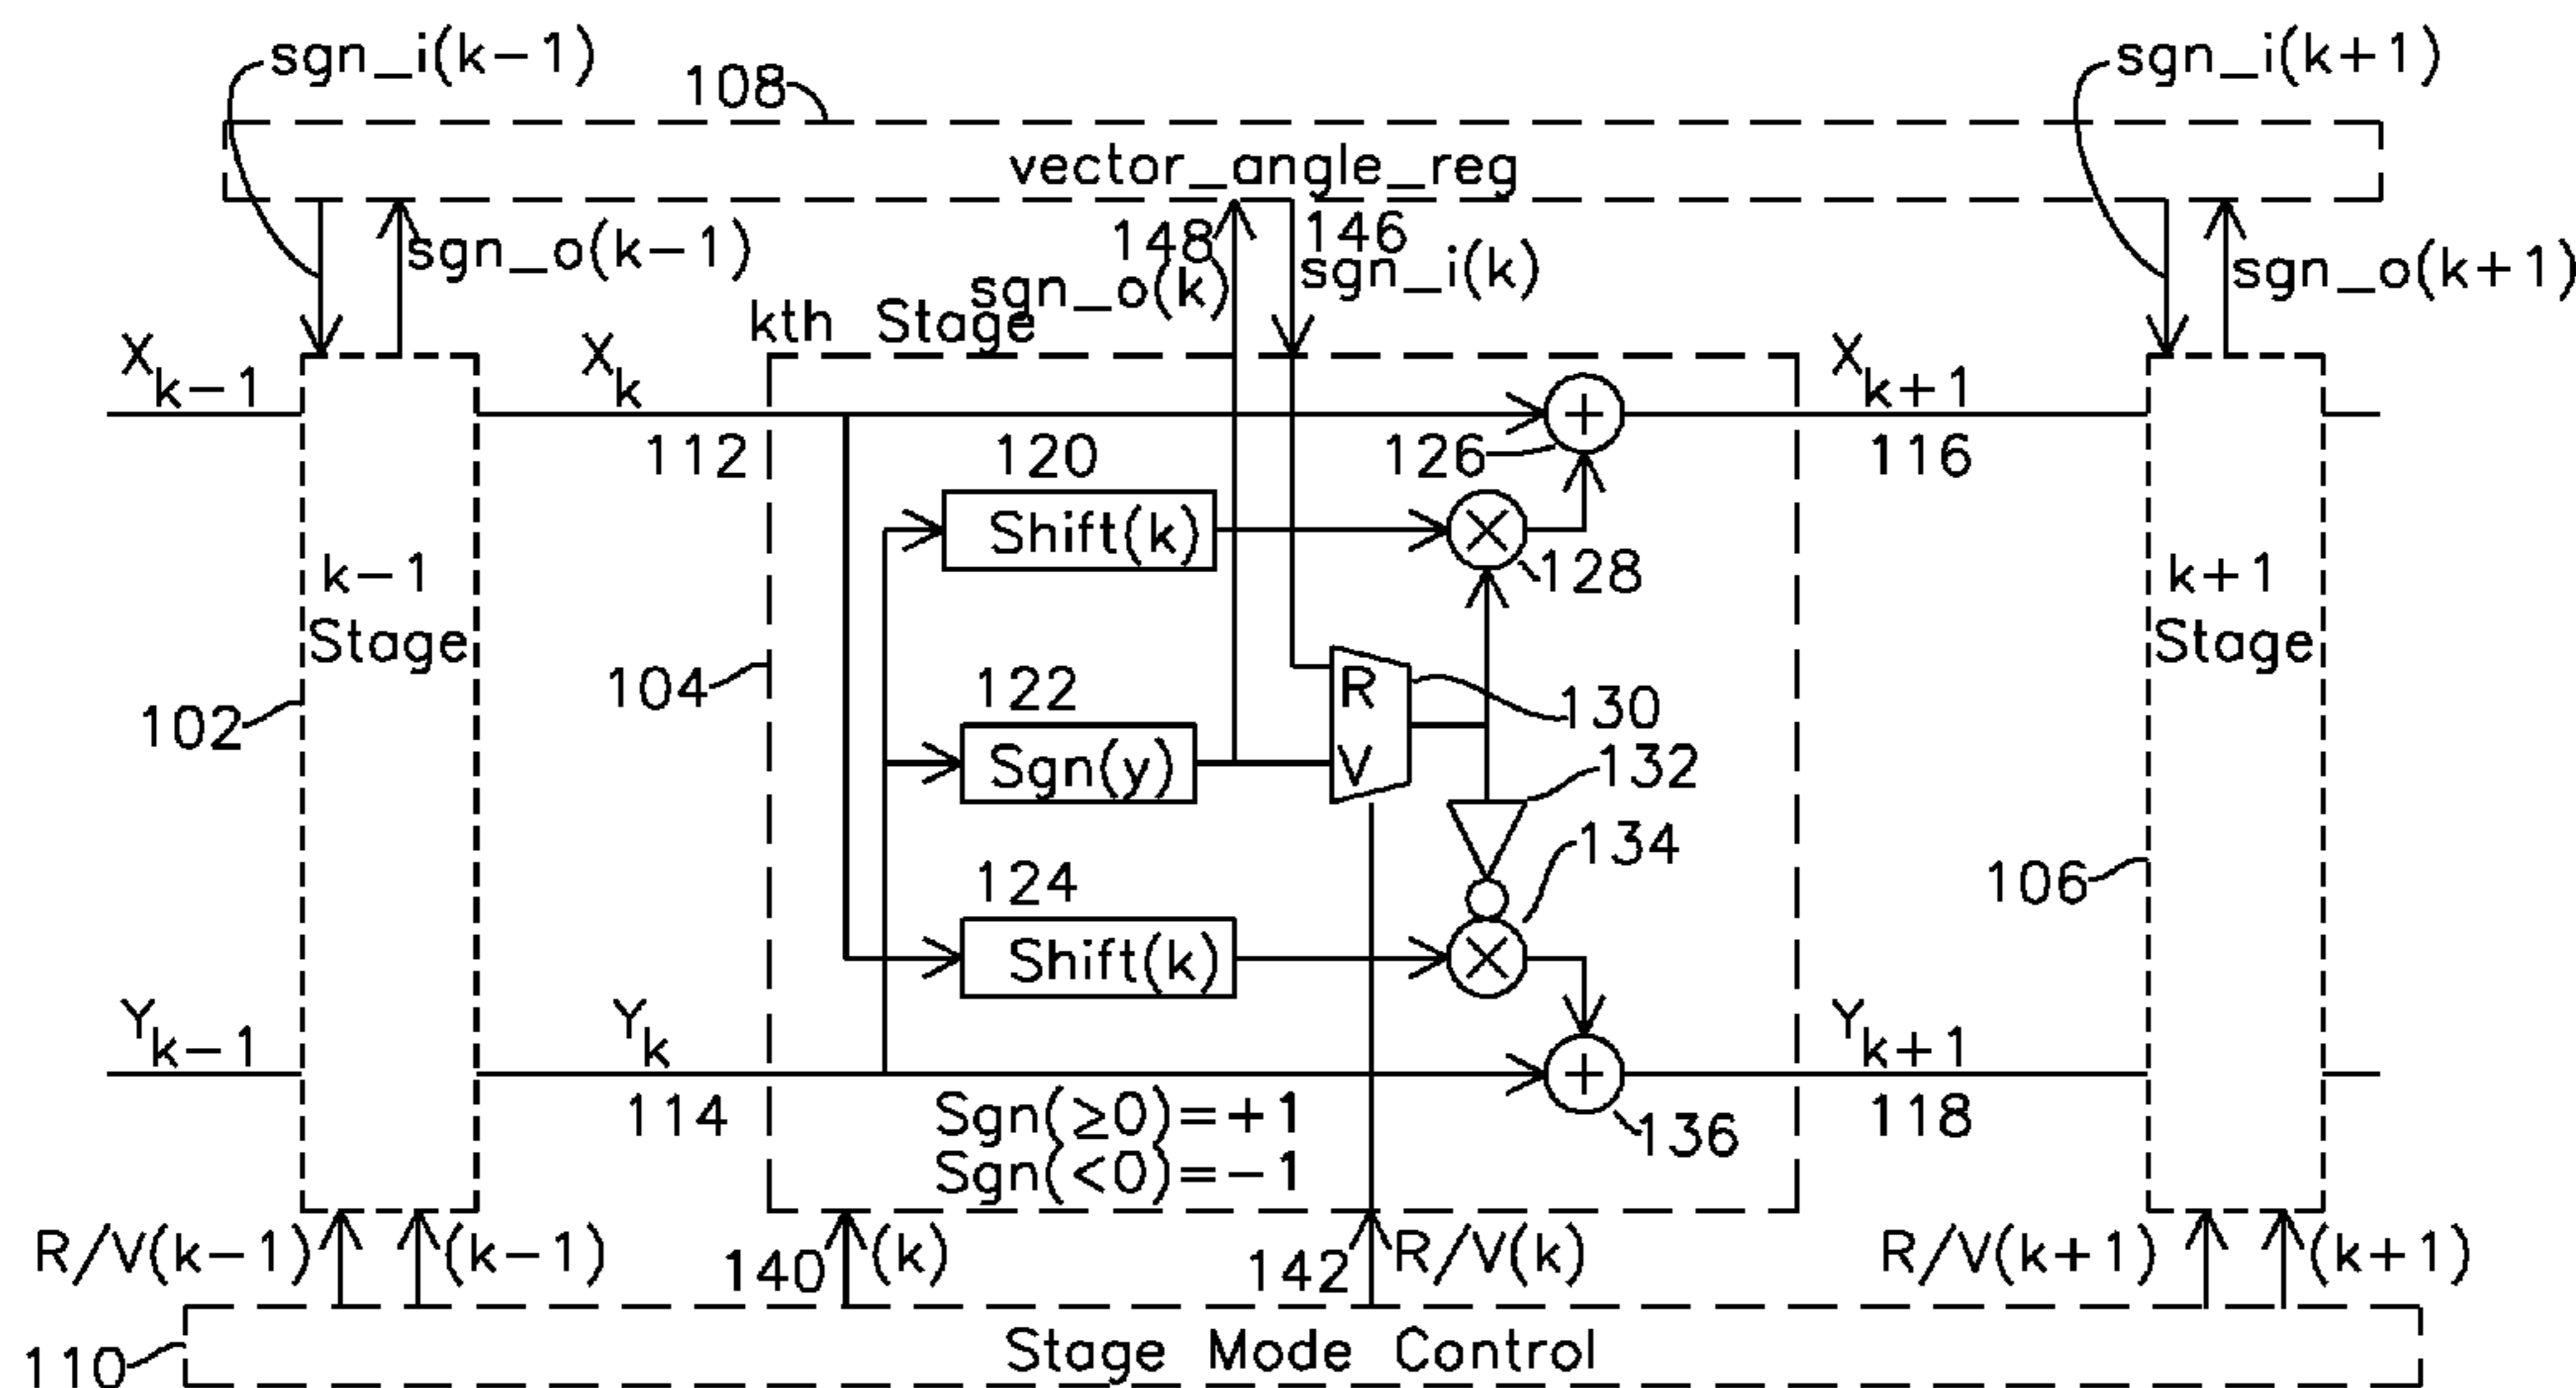 sgn_i(k-1)
sgn_i(k+1)
108
vector_angle_reg
sgn_o(k-1)
148
sgn_o(k)
146
sgn_i(k)
sgn_o(k+1)
kth Stage
X k-1
X k
X k+1
112
120
126
116
Shift(k)
128
k-1
Stage
k+1
Stage
102
104
122
R
130
Sgn(y)
V
132
134
124
106
Shift(k)
Y k-1
Y k
Y k+1
114
Sgn(≥0)=+1
Sgn(<0)=-1
136
118
R/V(k-1)
(k-1)
140
(k)
142
R/V(k)
R/V(k+1)
(k+1)
110
Stage Mode Control